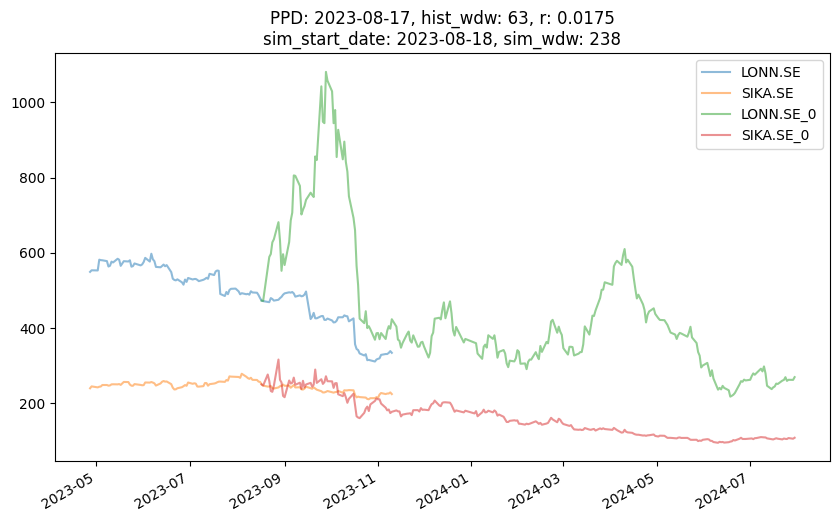 PPD: 2023-08-17, hist_wdw: 63, r: 0.0175
sim_start_date: 2023-08-18, sim_wdw: 238
LONN.SE
SIKA.SE
LONN.SE_0
SIKA.SE_0
1000
800
600
400
200
2023-05
2023-07
2023-09
2023-11
2024-01
2024-03
2024-05
2024-07